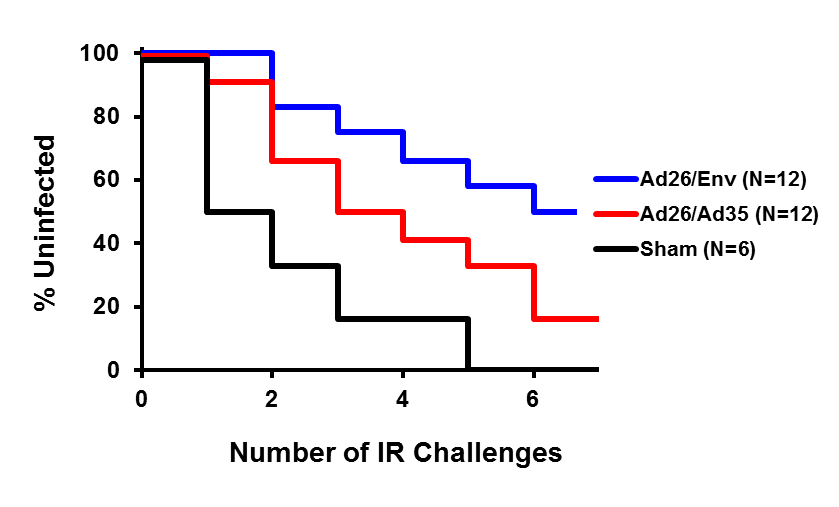 100
80
60
40
20
0
% Uninfected
0 2 4 6
Number of IR Challenges
Ad26/Env (N=12)
Ad26/Ad35 (N=12)
Sham (N=6)